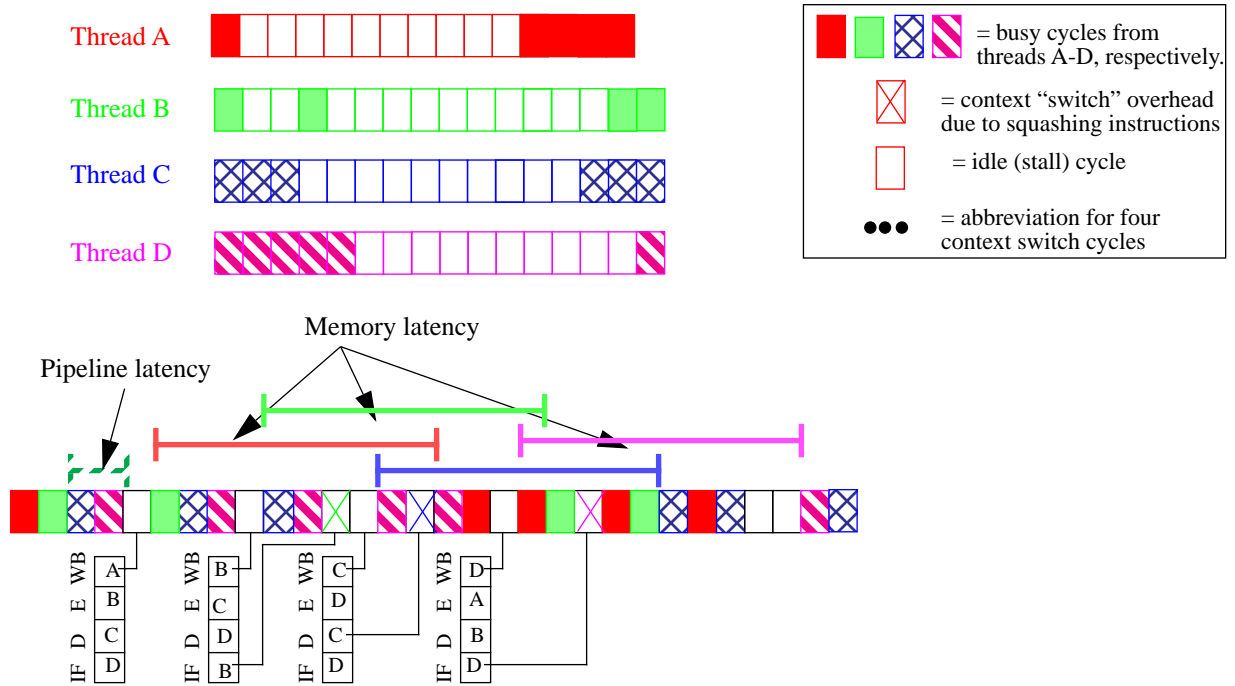 Thread A
Thread B
Thread C
Thread D
= busy cycles from
threads A-D, respectively.
= context “switch” overhead
due to squashing instructions
= idle (stall) cycle
= abbreviation for four
context switch cycles
Memory latency
Pipeline latency
WB A
E B
D C
IF D
WB B
E C
D D
IF B
WB C
E D
D C
IF D
WB D
E A
D B
IF D